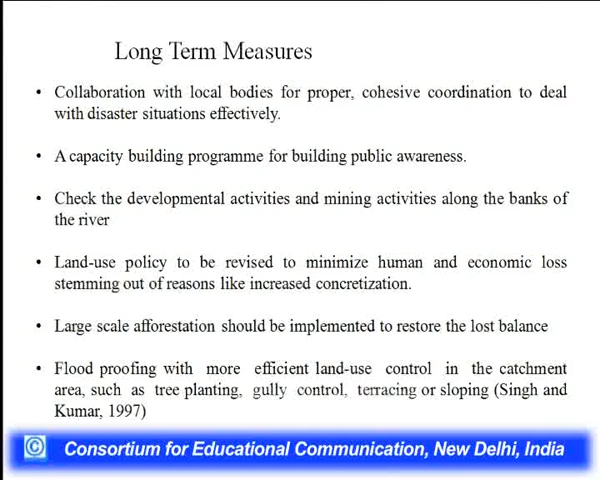 Long Term Measures
• Collaboration with local bodies for proper, cohesive coordination to deal
with disaster situations effectively.
• A capacity building programme for building public awareness.
• Check the developmental activities and mining activities along the banks of
the river
• Land-use policy to be revised to minimize human and economic loss
stemming out of reasons like increased concretization.
• Large scale afforestation should be implemented to restore the lost balance
• Flood proofing with more efficient land-use control in the catchment
area, such as tree planting, gully control, terracing or sloping (Singh and
Kumar, 1997)
© Consortium for Educational Communication, New Delhi, India